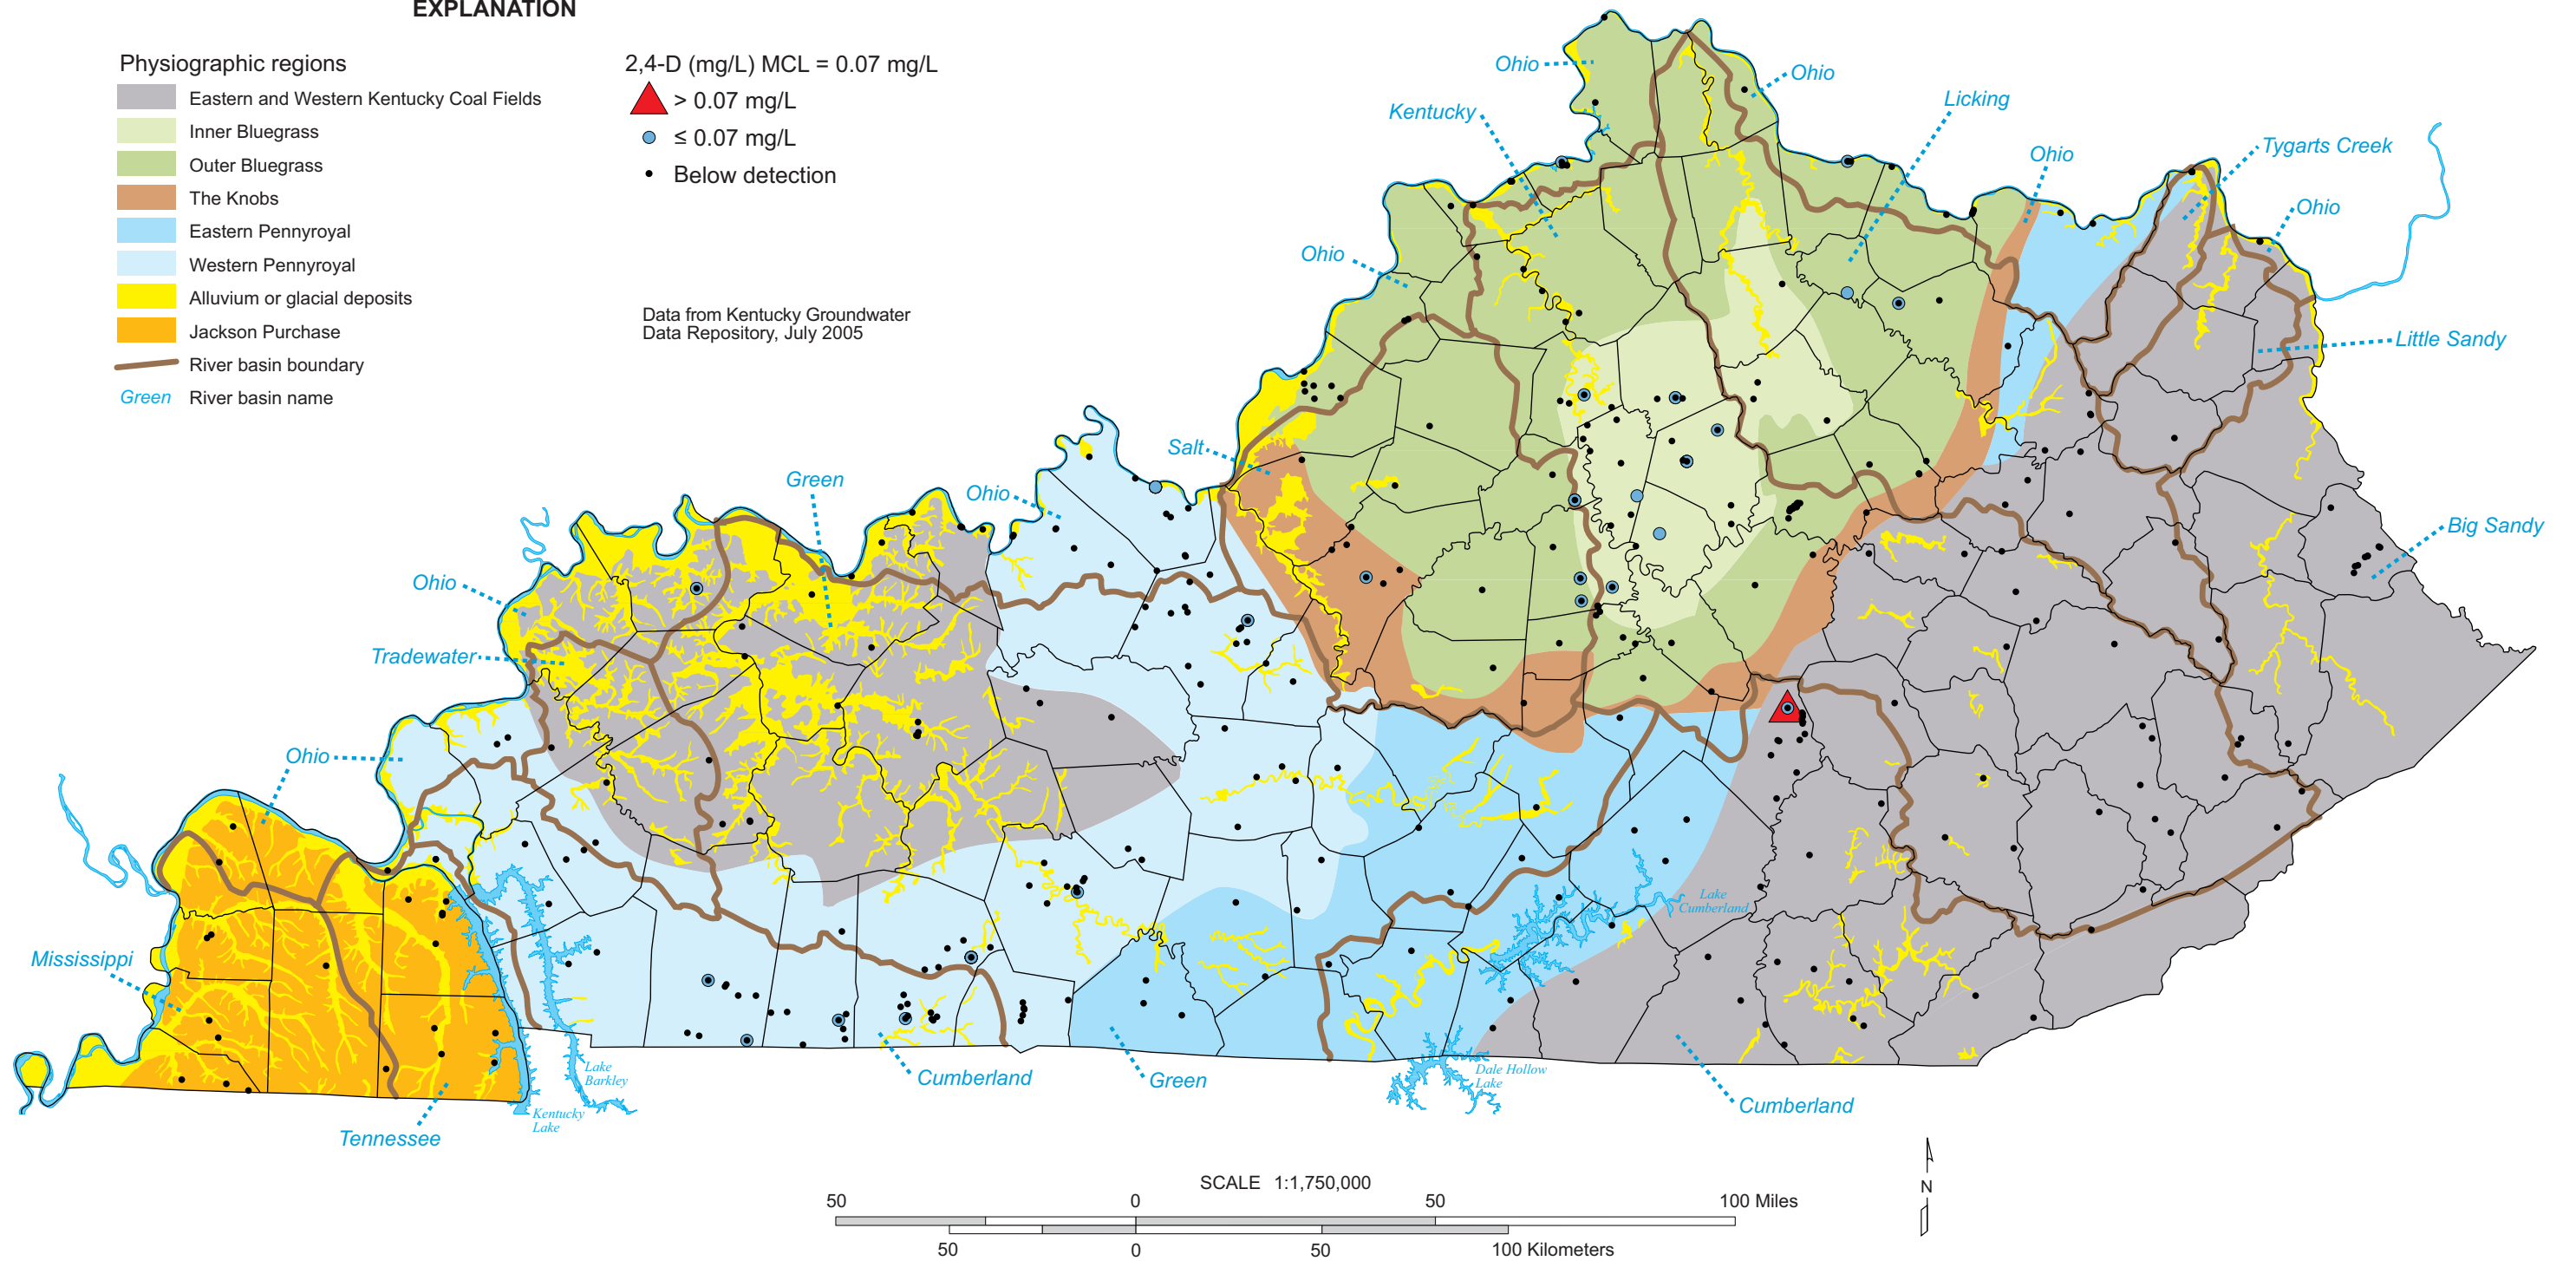 EXPLANATION
Physiographic regions
Eastern and Western Kentucky Coal Fields
Inner Bluegrass
Outer Bluegrass
The Knobs
Eastern Pennyroyal
Western Pennyroyal
Alluvium or glacial deposits
Jackson Purchase
River basin boundary
Green River basin name
2,4-D (mg/L) MCL = 0.07 mg/L
> 0.07 mg/L
≤ 0.07 mg/L
Below detection
Data from Kentucky Groundwater
Data Repository, July 2005
Ohio
Ohio
Kentucky
Licking
Ohio
Tygarts Creek
Ohio
Ohio
Little Sandy
Salt
Green
Ohio
Big Sandy
Ohio
Tradewater
Ohio
Lake
Cumberland
Mississippi
Lake
Barkley
Kentucky
Lake
Cumberland
Green
Dale Hollow
Lake
Cumberland
Tennessee
N
SCALE 1:1,750,000
50 0 50 100 Miles
50 0 50 100 Kilometers